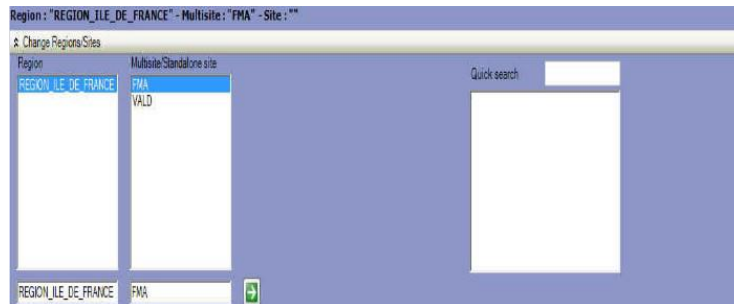 Region : "REGION_ILE_DE_FRANCE" - Multisite : "FMA" - Site : ""
Change Regions/Sites
Region
Multisite/Standalone site
Quick search
REGION_ILE_DE_FRANCE
FMA
VALD
REGION_ILE_DE_FRANCE
FMA